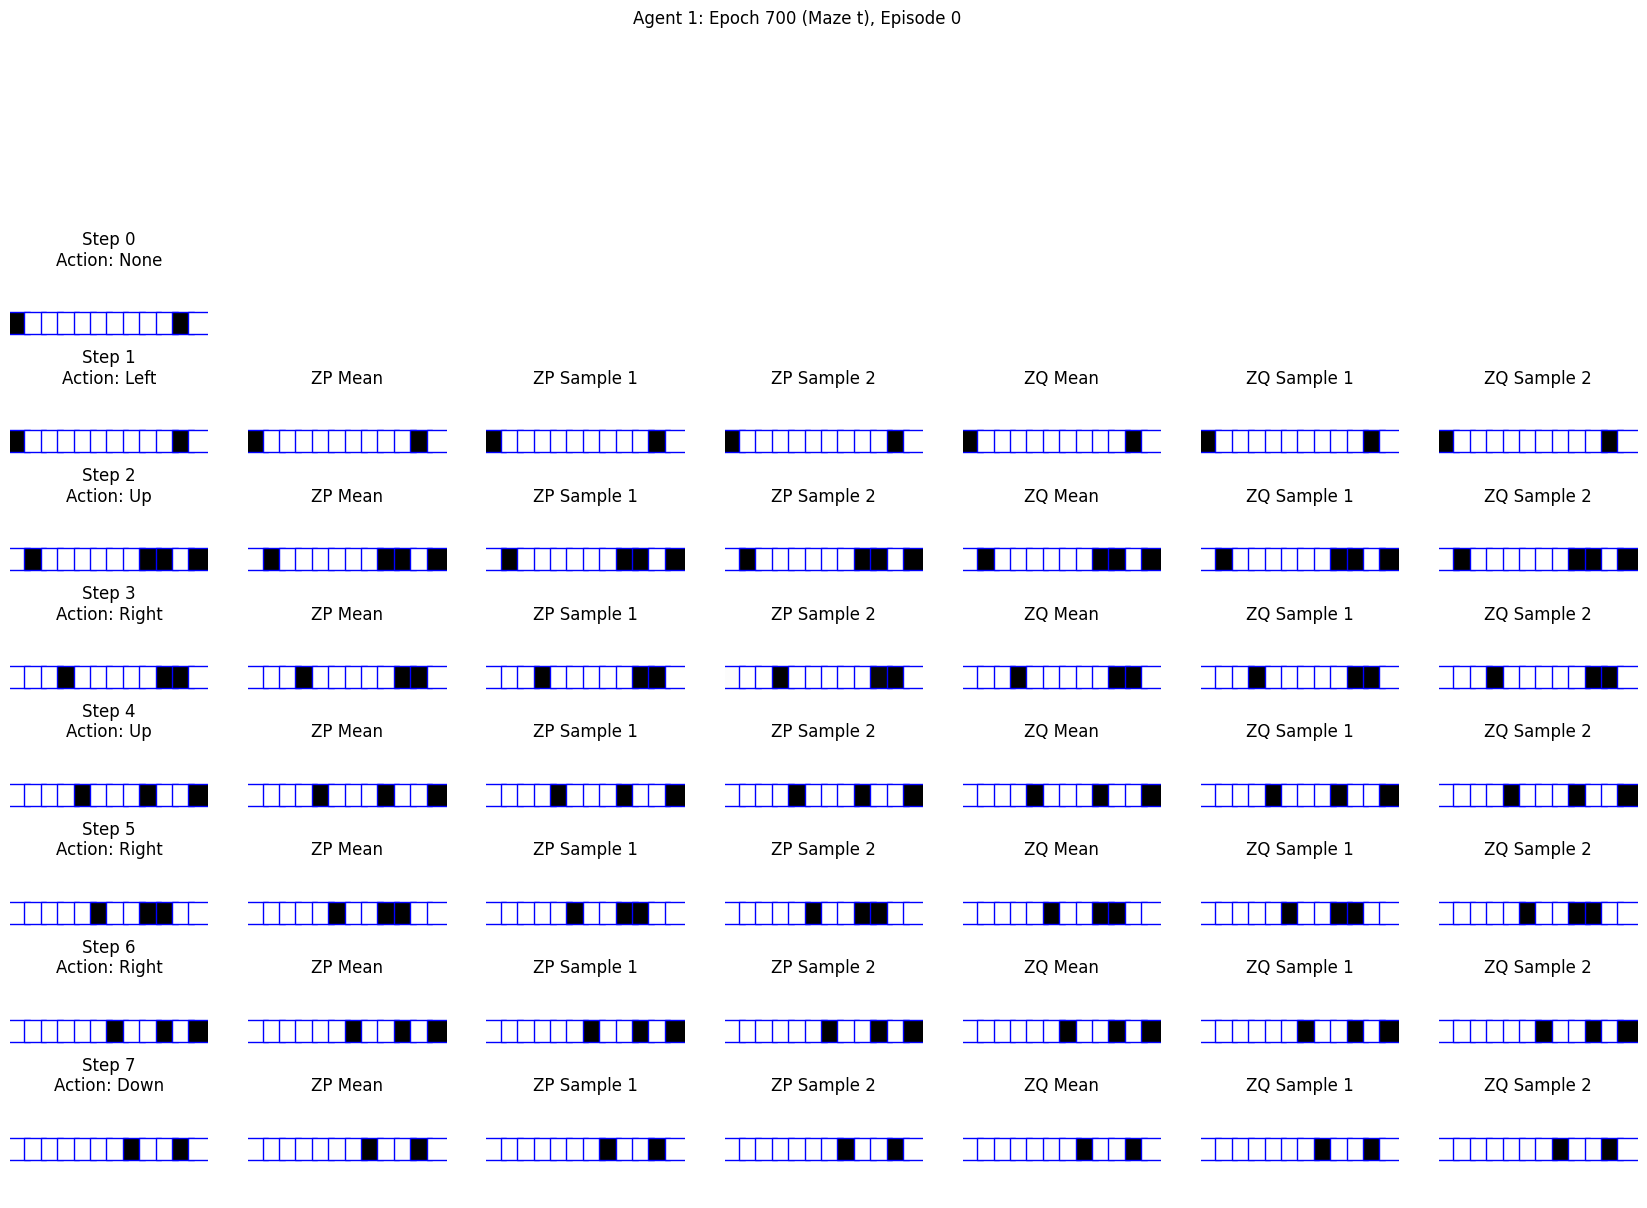 Agent 1: Epoch 700 (Maze t), Episode 0
Step 0
Action: None
Step 1
Action: Left
ZP Mean
ZP Sample 1
ZP Sample 2
ZQ Mean
ZQ Sample 1
ZQ Sample 2
Step 2
Action: Up
ZP Mean
ZP Sample 1
ZP Sample 2
ZQ Mean
ZQ Sample 1
ZQ Sample 2
Step 3
Action: Right
ZP Mean
ZP Sample 1
ZP Sample 2
ZQ Mean
ZQ Sample 1
ZQ Sample 2
Step 4
Action: Up
ZP Mean
ZP Sample 1
ZP Sample 2
ZQ Mean
ZQ Sample 1
ZQ Sample 2
Step 5
Action: Right
ZP Mean
ZP Sample 1
ZP Sample 2
ZQ Mean
ZQ Sample 1
ZQ Sample 2
Step 6
Action: Right
ZP Mean
ZP Sample 1
ZP Sample 2
ZQ Mean
ZQ Sample 1
ZQ Sample 2
Step 7
Action: Down
ZP Mean
ZP Sample 1
ZP Sample 2
ZQ Mean
ZQ Sample 1
ZQ Sample 2